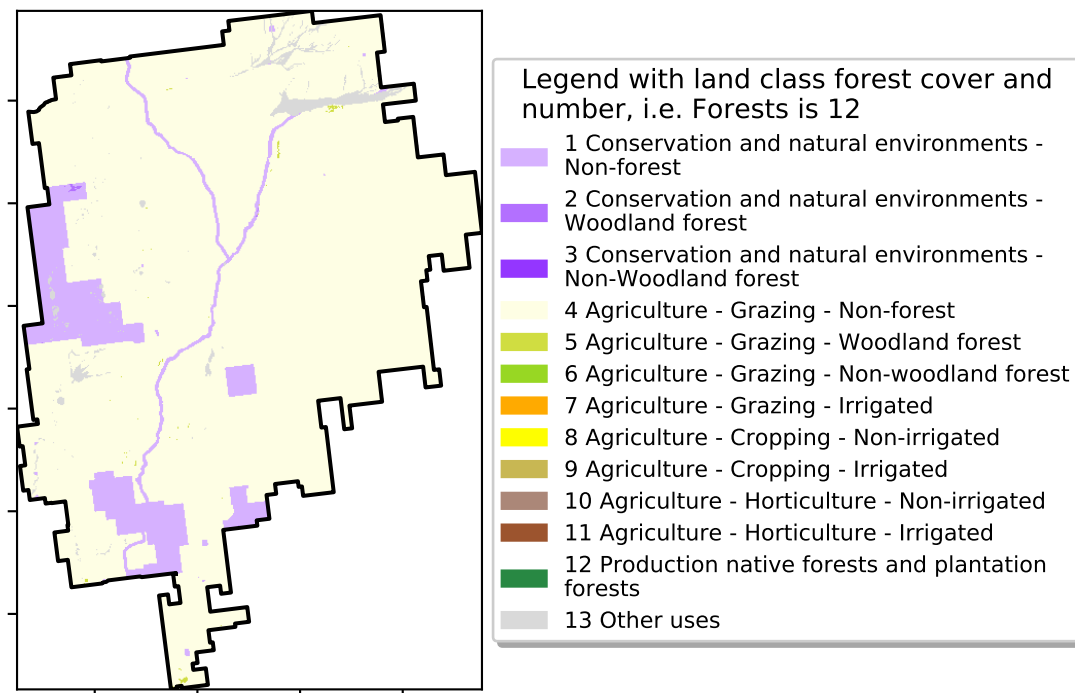 Legend with land class forest cover and
number, i.e. Forests is 12
1 Conservation and natural environments -
Non-forest
2 Conservation and natural environments -
Woodland forest
3 Conservation and natural environments -
Non-Woodland forest
4 Agriculture - Grazing - Non-forest
5 Agriculture - Grazing - Woodland forest
6 Agriculture - Grazing - Non-woodland forest
7 Agriculture - Grazing - Irrigated
8 Agriculture - Cropping - Non-irrigated
9 Agriculture - Cropping - Irrigated
10 Agriculture - Horticulture - Non-irrigated
11 Agriculture - Horticulture - Irrigated
12 Production native forests and plantation
forests
13 Other uses